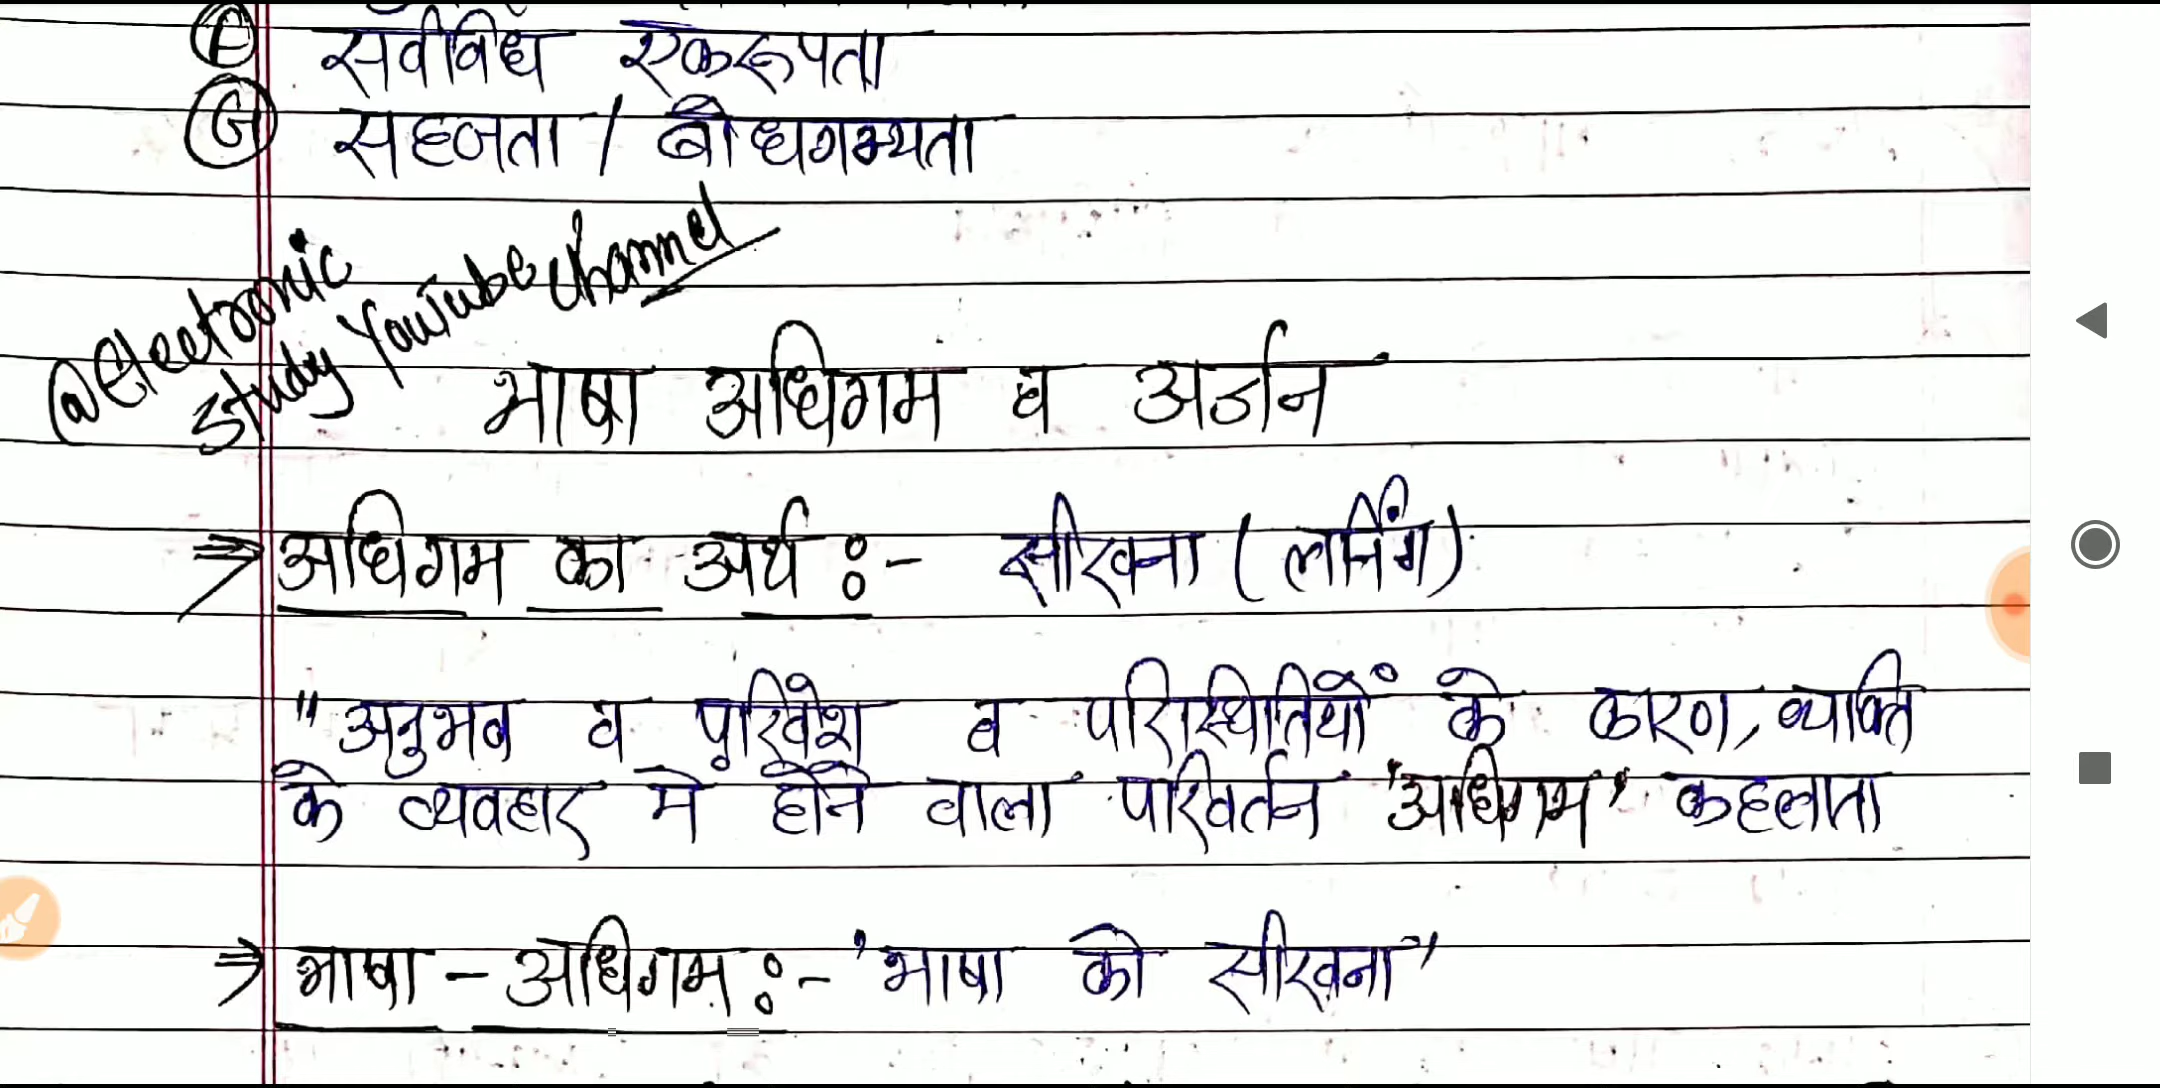 F सर्वविध एकरूपता
G सहजता / बोधगम्यता
@electronic
study YouTube channel
भाषा अधिगम व अर्जन
⇒ अधिगम का अर्थ :- सीखना (लर्निंग)
"अनुभव व परिवेश व परिस्थितियों के कारण, व्यक्ति
के व्यवहार मे होने वाला परिवर्तन 'अधिगम' कहलाता
⇒ भाषा - अधिगम :- 'भाषा को सीखना'